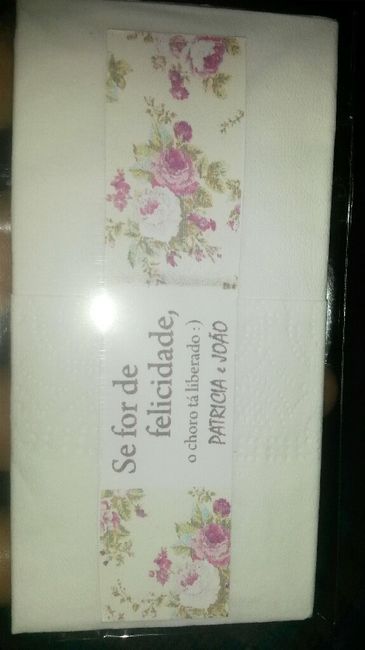 Se for de
felicidade,
o choro tá liberado :)
PATRICIA e JOÃO